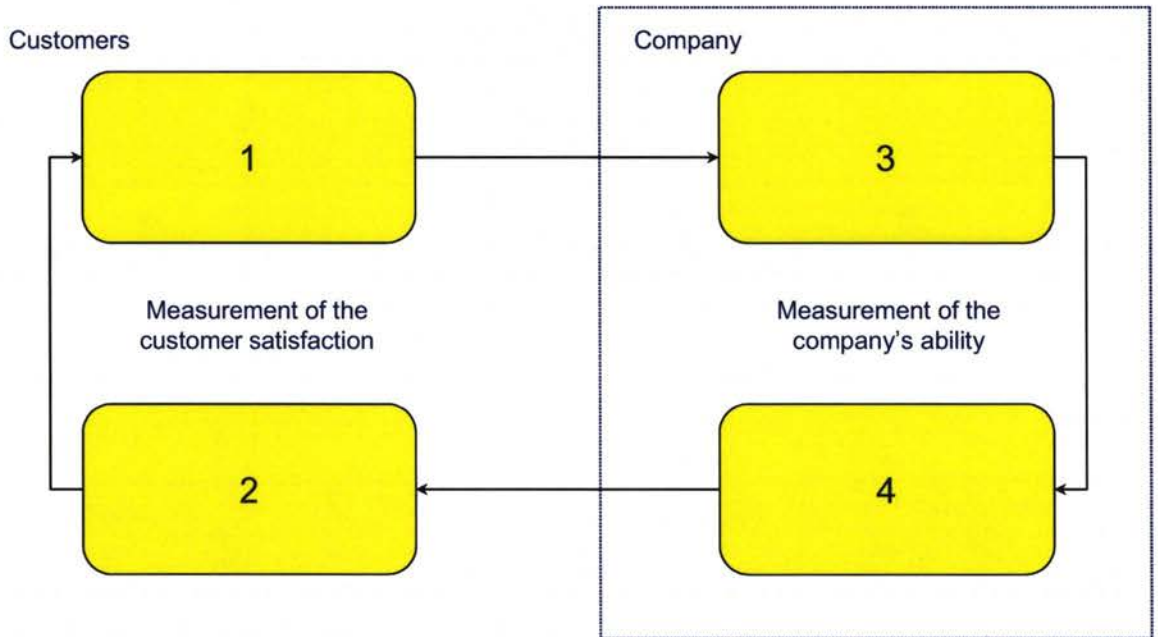 Customers
Company
1
3
Measurement of the
customer satisfaction
Measurement of the
company's ability
2
4